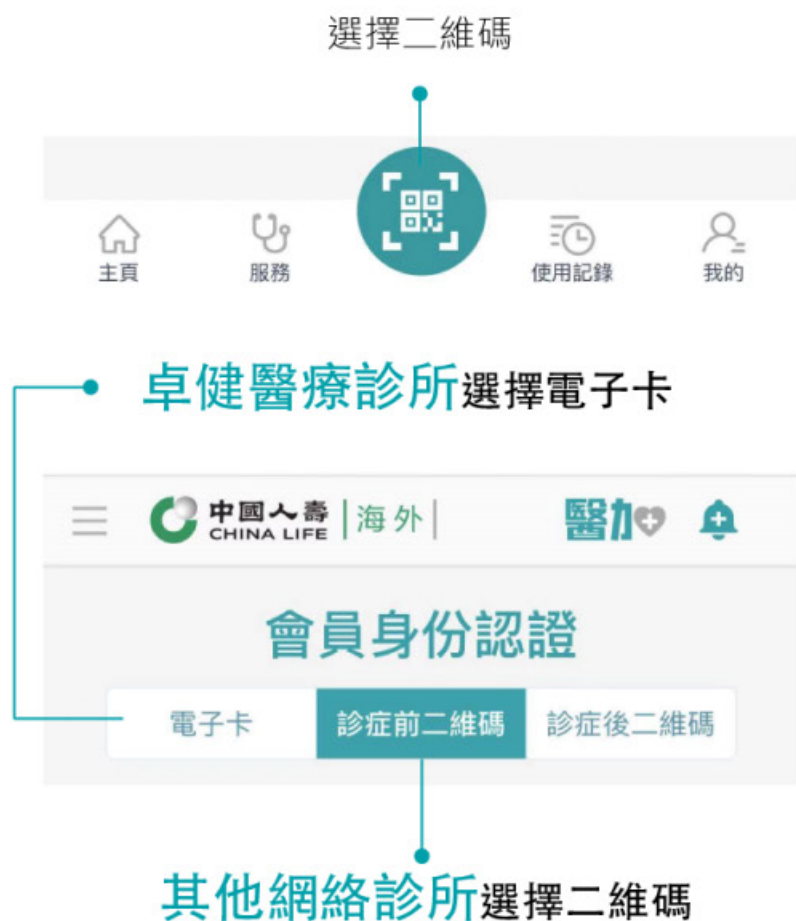 選擇二維碼
主頁
服務
使用記錄
我的
卓健醫療診所選擇電子卡
中國人壽 海外
CHINA LIFE
醫加
會員身份認證
電子卡
診症前二維碼
診症後二維碼
其他網絡診所選擇二維碼